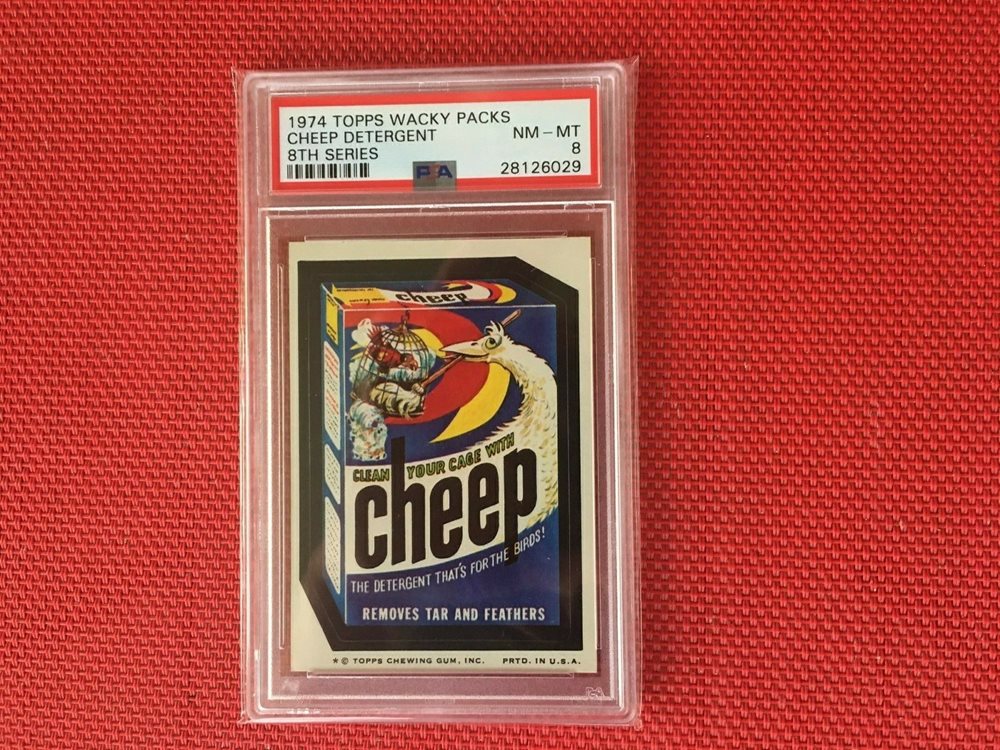 1974 TOPPS WACKY PACKS
CHEEP DETERGENT NM-MT
8TH SERIES 8
PSA 28126029
cheep
CLEAN YOUR CAGE WITH
cheep
THE DETERGENT THAT'S FOR THE BIRDS!
REMOVES TAR AND FEATHERS
* © TOPPS CHEWING GUM, INC. PRTD. IN U.S.A.
PSA